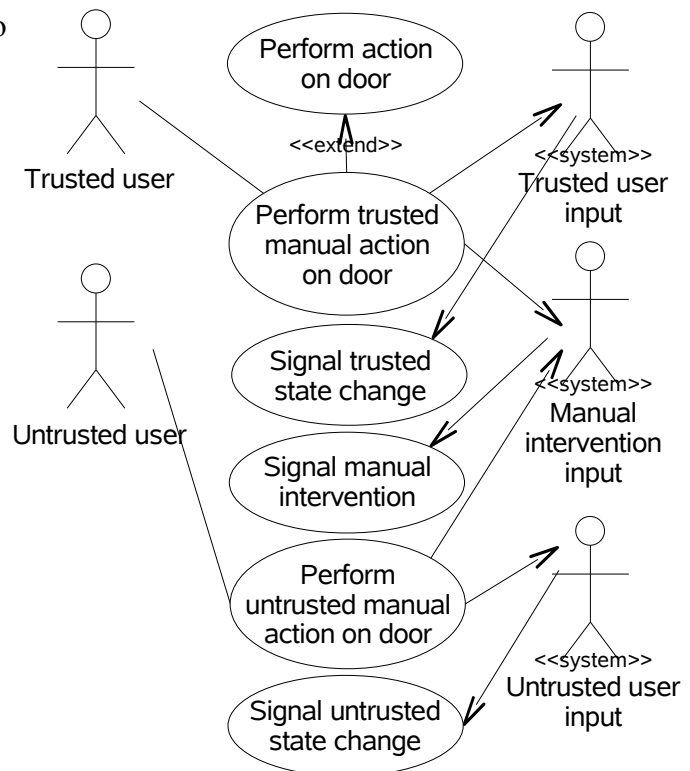 o
Perform action
on door
<<extend>>
Trusted user
<<system>>
Trusted user
input
Perform trusted
manual action
on door
Signal trusted
state change
<<system>>
Manual
intervention
input
Untrusted user
Signal manual
intervention
Perform
untrusted manual
action on door
<<system>>
Untrusted user
input
Signal untrusted
state change